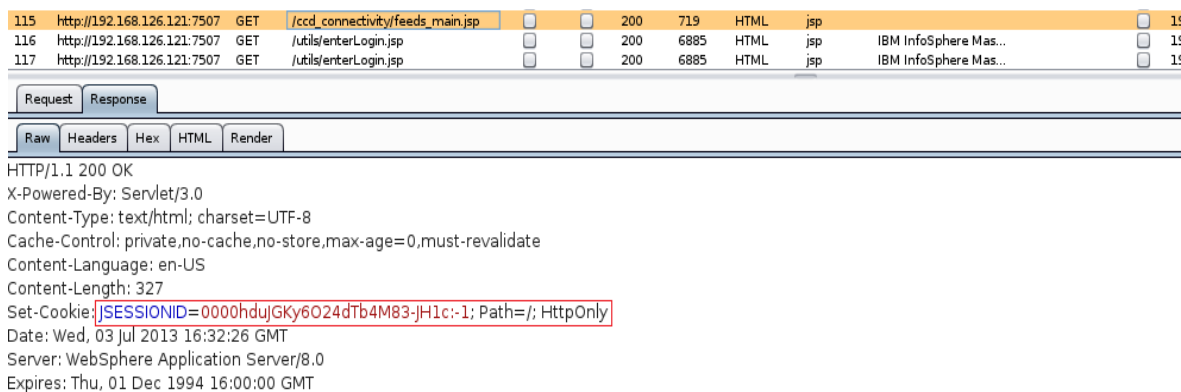 115 http://192.168.126.121:7507 GET /ccd_connectivity/feeds_main.jsp 200 719 HTML jsp 19
116 http://192.168.126.121:7507 GET /utils/enterLogin.jsp 200 6885 HTML jsp IBM InfoSphere Mas... 19
117 http://192.168.126.121:7507 GET /utils/enterLogin.jsp 200 6885 HTML jsp IBM InfoSphere Mas... 19
Request Response
Raw Headers Hex HTML Render
HTTP/1.1 200 OK
X-Powered-By: Servlet/3.0
Content-Type: text/html; charset=UTF-8
Cache-Control: private,no-cache,no-store,max-age=0,must-revalidate
Content-Language: en-US
Content-Length: 327
Set-Cookie: JSESSIONID=0000hduJGKy6O24dTb4M83-JH1c:-1; Path=/; HttpOnly
Date: Wed, 03 Jul 2013 16:32:26 GMT
Server: WebSphere Application Server/8.0
Expires: Thu, 01 Dec 1994 16:00:00 GMT